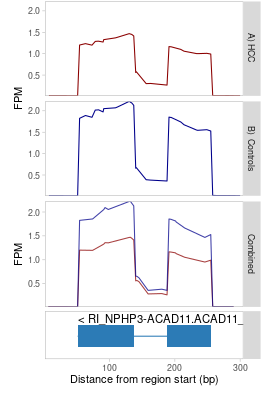 2.0
1.5
1.0
0.5
FPM
A) HCC
2.0
1.5
1.0
0.5
B) Controls
2.0
1.5
1.0
0.5
FPM
Combined
< RI_NPHP3-ACAD11.ACAD11_
100
200
300
Distance from region start (bp)